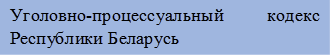 Уголовно-процессуальный кодекс
Республики Беларусь